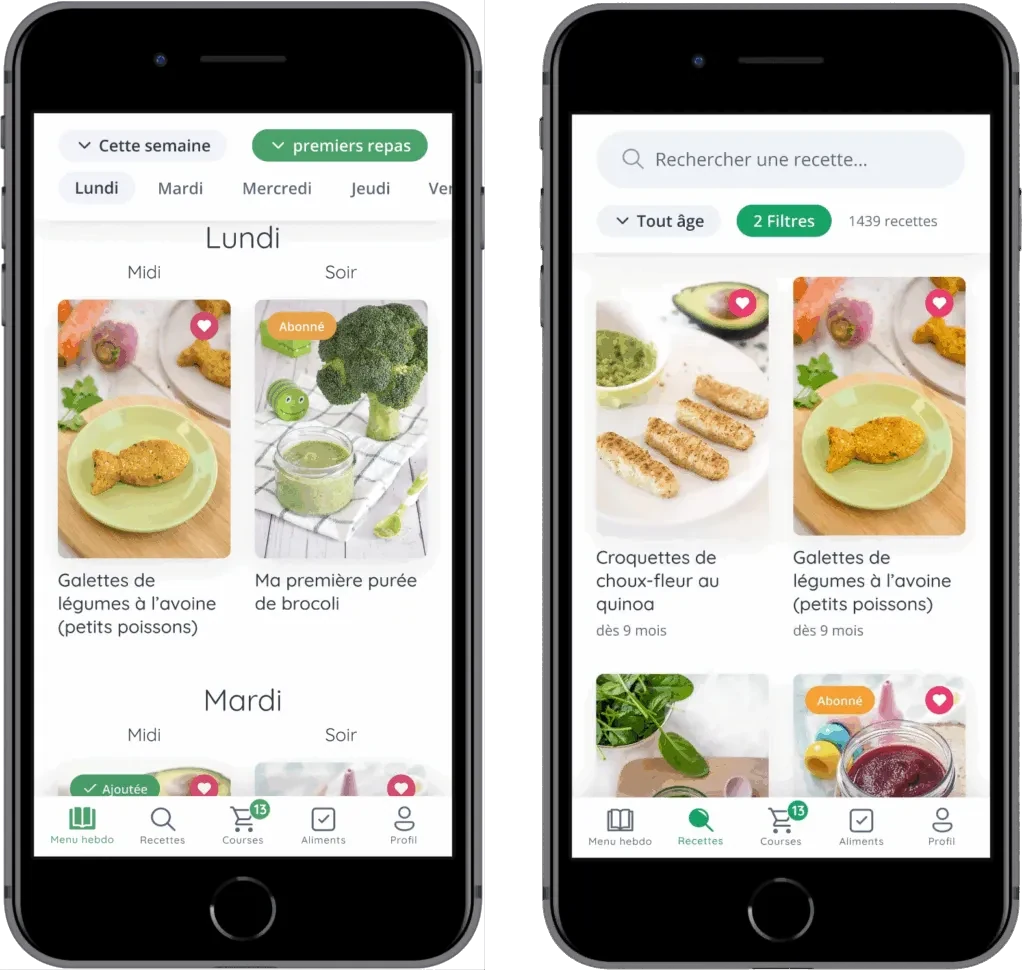 Cette semaine
premiers repas
Lundi Mardi Mercredi Jeudi Ver
Lundi
Midi Soir
Abonné
Galettes de
légumes à l'avoine
(petits poissons)
Ma première purée
de brocoli
Mardi
Midi Soir
Ajoutée
13
Menu hebdo Recettes Courses Aliments Profil
Rechercher une recette...
Tout âge 2 Filtres 1439 recettes
Croquettes de
choux-fleur au
quinoa
dès 9 mois
Galettes de
légumes à l'avoine
(petits poissons)
dès 9 mois
Abonné
13
Menu hebdo Recettes Courses Aliments Profil